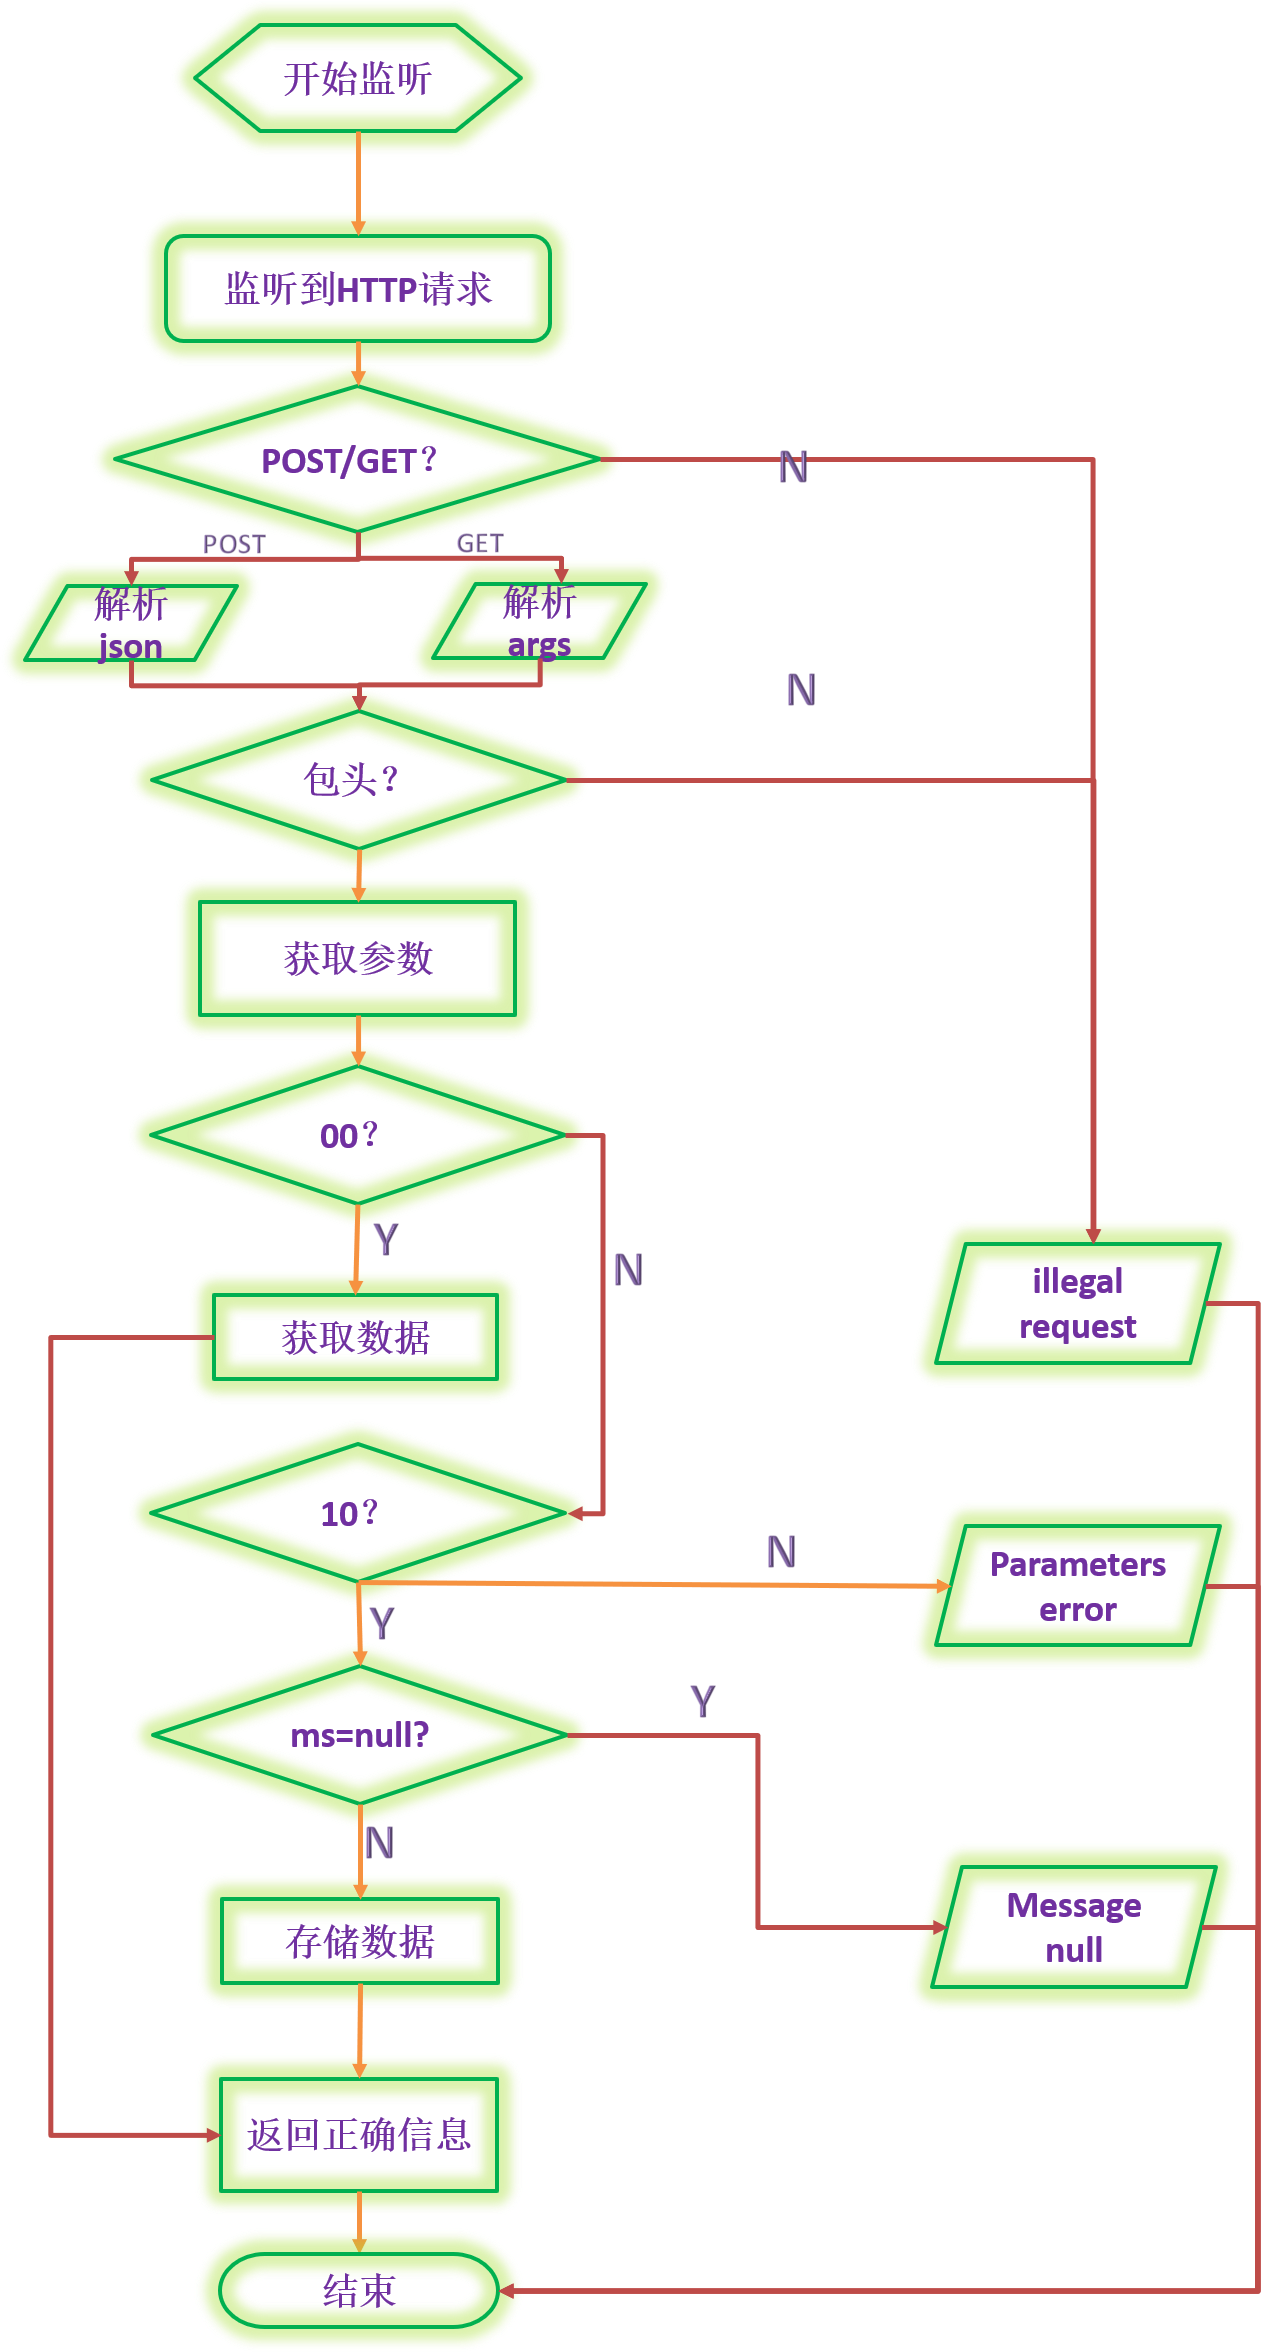 开始监听
监听到HTTP请求
POST/GET？
N
POST
GET
解析
json
解析
args
N
包头？
获取参数
00？
Y
N
获取数据
illegal
request
10？
N
Parameters
error
Y
Y
ms=null?
N
Message
null
存储数据
返回正确信息
结束